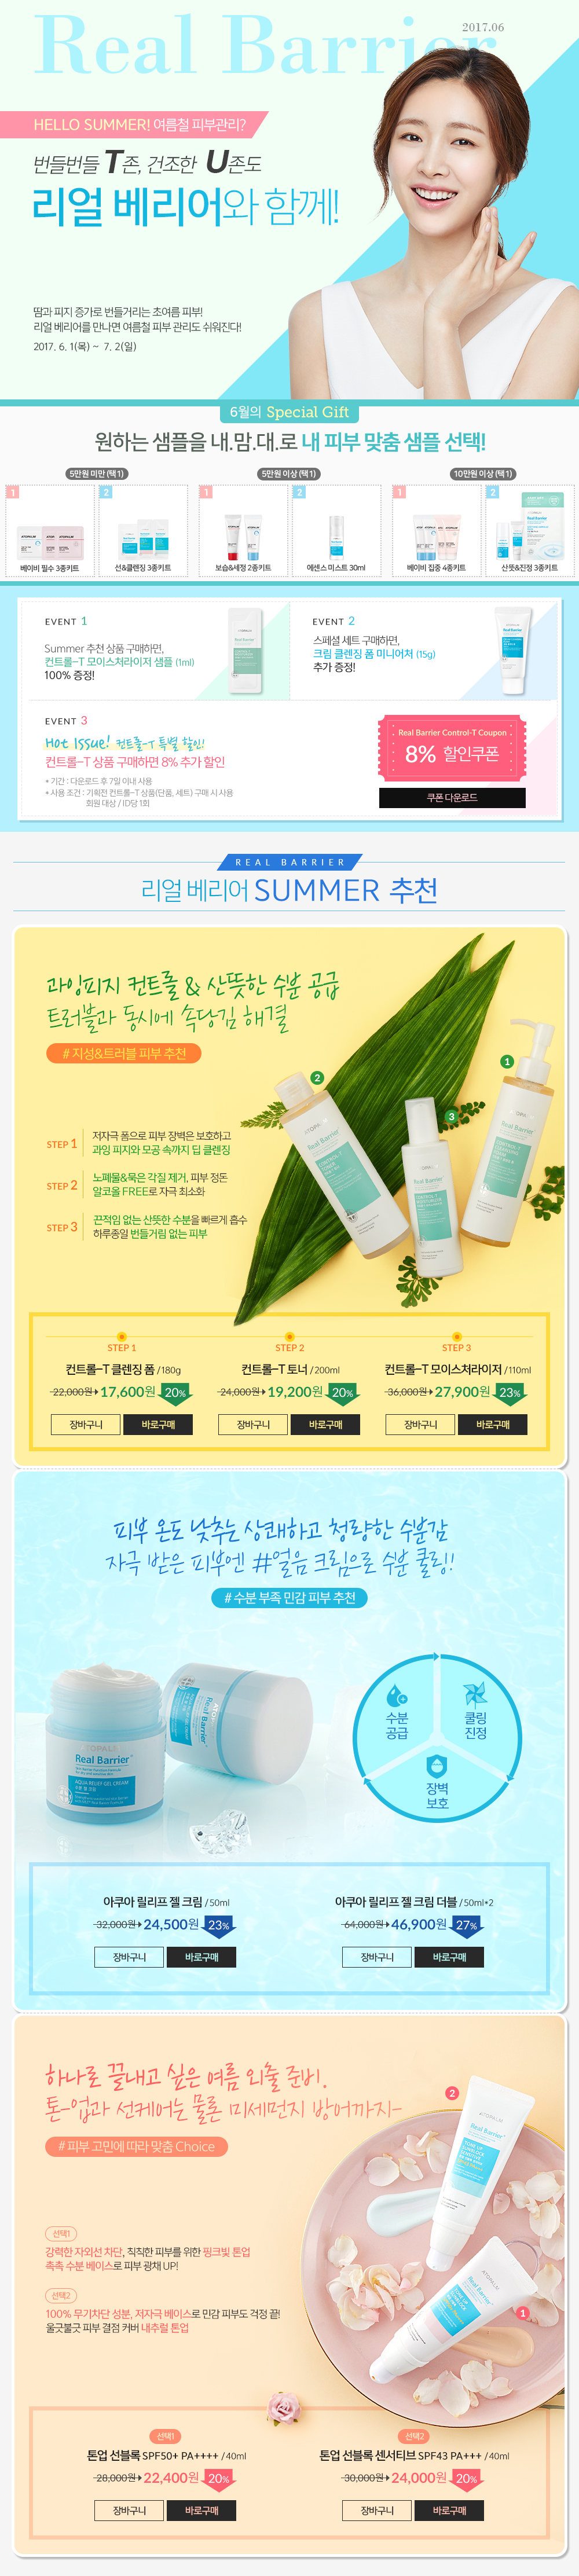 Real Barrier
2017.06
HELLO SUMMER! 여름철 피부관리?
번들번들 T존, 건조한 U존도
리얼 베리어와 함께!
땀과 피지 증가로 번들거리는 초여름 피부!
리얼 베리어를 만나면 여름철 피부 관리도 쉬워진다!
2017. 6. 1(목) ~ 7. 2(일)
6월의 Special Gift
원하는 샘플을 내.맘.대.로 내 피부 맞춤 샘플 선택!
5만원 미만 (택1)
1
베이비 필수 3종키트
2
선&클렌징 3종키트
5만원 이상 (택1)
1
보습&세정 2종키트
2
에센스 미스트 30ml
10만원 이상 (택1)
1
베이비 집중 4종키트
2
산뜻&진정 3종키트
EVENT 1
Summer 추천 상품 구매하면,
컨트롤-T 모이스처라이저 샘플 (1ml)
100% 증정!
EVENT 2
스페셜 세트 구매하면,
크림 클렌징 폼 미니어처 (15g)
추가 증정!
EVENT 3
Hot Issue! 컨트롤-T 특별 할인!
컨트롤-T 상품 구매하면 8% 추가 할인
+ 기간 : 다운로드 후 7일 이내 사용
+ 사용 조건 : 기획전 컨트롤-T 상품(단품, 세트) 구매 시 사용
회원 대상 / ID당 1회
Real Barrier Control-T Coupon
8% 할인쿠폰
쿠폰 다운로드
REAL BARRIER
리얼 베리어 SUMMER 추천
과잉피지 컨트롤 & 산뜻한 수분 공급
트러블과 동시에 속당김 해결
# 지성&트러블 피부 추천
STEP 1
저자극 폼으로 피부 장벽은 보호하고
과잉 피지와 모공 속까지 딥 클렌징
STEP 2
노폐물&묵은 각질 제거, 피부 정돈
알코올 FREE로 자극 최소화
STEP 3
끈적임 없는 산뜻한 수분을 빠르게 흡수
하루종일 번들거림 없는 피부
1
2
3
ATOPALM
Real Barrier
STEP 1
컨트롤-T 클렌징 폼 /180g
22,000원 17,600원 20%
장바구니 바로구매
STEP 2
컨트롤-T 토너 /200ml
24,000원 19,200원 20%
장바구니 바로구매
STEP 3
컨트롤-T 모이스처라이저 /110ml
36,000원 27,900원 23%
장바구니 바로구매
피부 온도 낮추는 상쾌하고 청량한 수분감
자극 받은 피부엔 #얼음 크림으로 수분 쿨링!
# 수분 부족 민감 피부 추천
ATOPALM
Real Barrier
AQUA RELIEF GEL CREAM
수분
공급
쿨링
진정
장벽
보호
아쿠아 릴리프 젤 크림 /50ml
32,000원 24,500원 23%
장바구니 바로구매
아쿠아 릴리프 젤 크림 더블 /50ml*2
64,000원 46,900원 27%
장바구니 바로구매
하나로 끝내고 싶은 여름 외출 준비.
톤-업과 선케어는 물론 미세먼지 방어까지-
# 피부 고민에 따라 맞춤 Choice
선택1
강력한 자외선 차단, 칙칙한 피부를 위한 핑크빛 톤업
촉촉 수분 베이스로 피부 광채 UP!
선택2
100% 무기차단 성분, 저자극 베이스로 민감 피부도 걱정 끝!
울긋불긋 피부 결점 커버 내추럴 톤업
2
ATOPALM
Real Barrier
TONE UP
SUNBLOCK
SENSITIVE
1
선택1
톤업 선블록 SPF50+ PA++++ /40ml
28,000원 22,400원 20%
장바구니 바로구매
선택2
톤업 선블록 센서티브 SPF43 PA+++ /40ml
30,000원 24,000원 20%
장바구니 바로구매